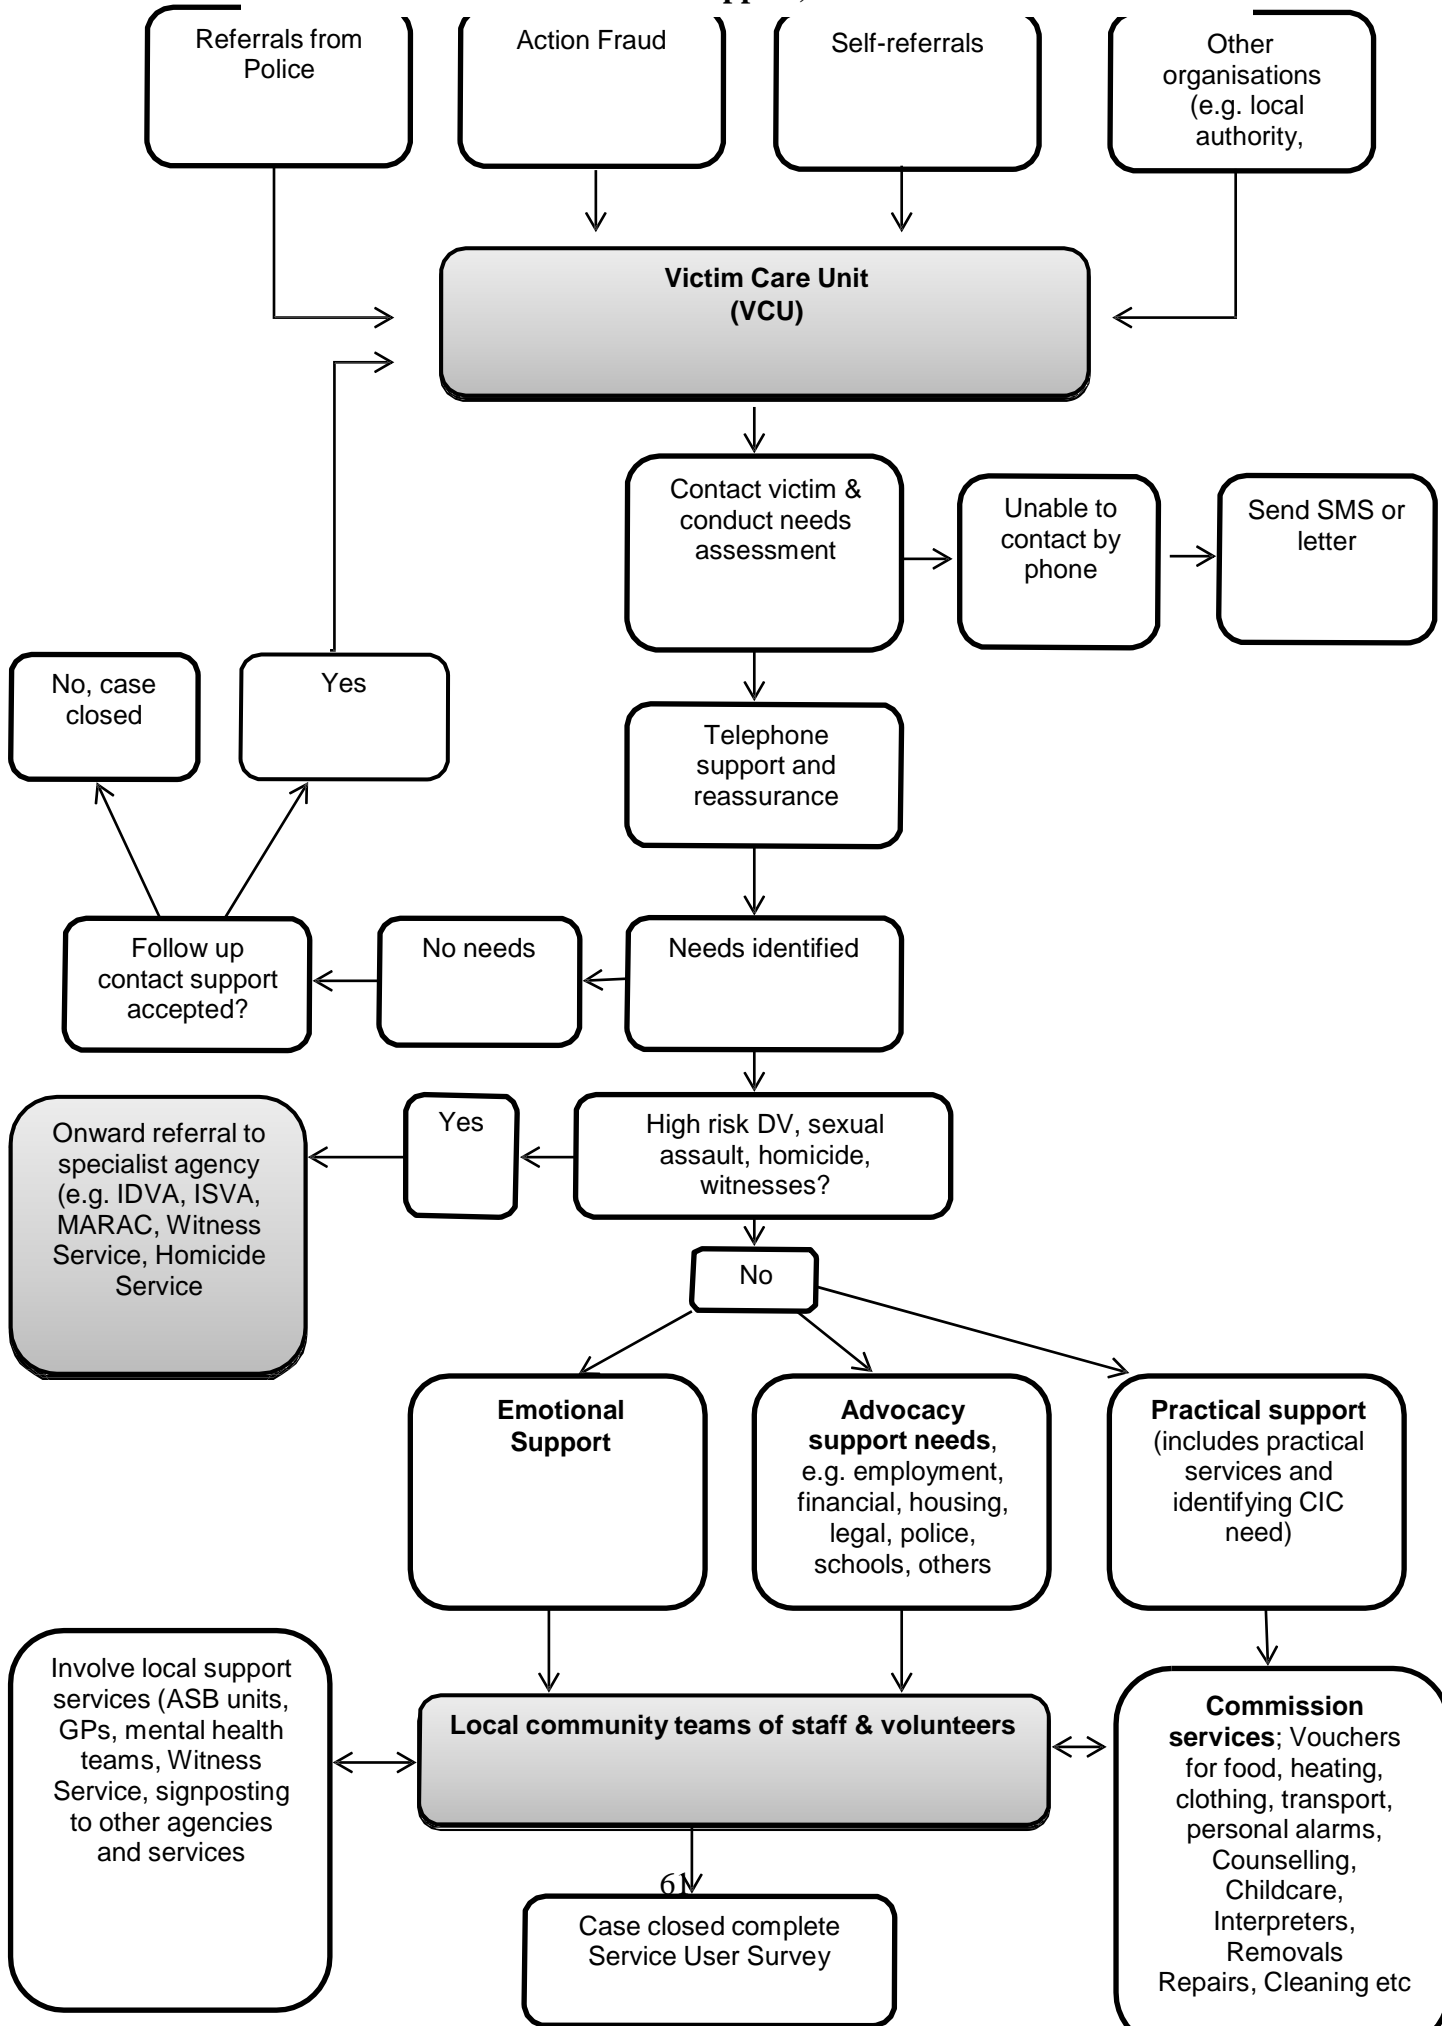 Referrals from
Police
Action Fraud
Self-referrals
Other
organisations
(e.g. local
authority,
Victim Care Unit
(VCU)
Contact victim &
conduct needs
assessment
Unable to
contact by
phone
Send SMS or
letter
No, case
closed
Yes
Telephone
support and
reassurance
Follow up
contact support
accepted?
No needs
Needs identified
Onward referral to
specialist agency
(e.g. IDVA, ISVA,
MARAC, Witness
Service, Homicide
Service
Yes
High risk DV, sexual
assault, homicide,
witnesses?
No
Emotional
Support
Advocacy
support needs,
e.g. employment,
financial, housing,
legal, police,
schools, others
Practical support
(includes practical
services and
identifying CIC
need)
Involve local support
services (ASB units,
GPs, mental health
teams, Witness
Service, signposting
to other agencies
and services
Local community teams of staff & volunteers
Commission
services; Vouchers
for food, heating,
clothing, transport,
personal alarms,
Counselling,
Childcare,
Interpreters,
Removals
Repairs, Cleaning etc
61
Case closed complete
Service User Survey